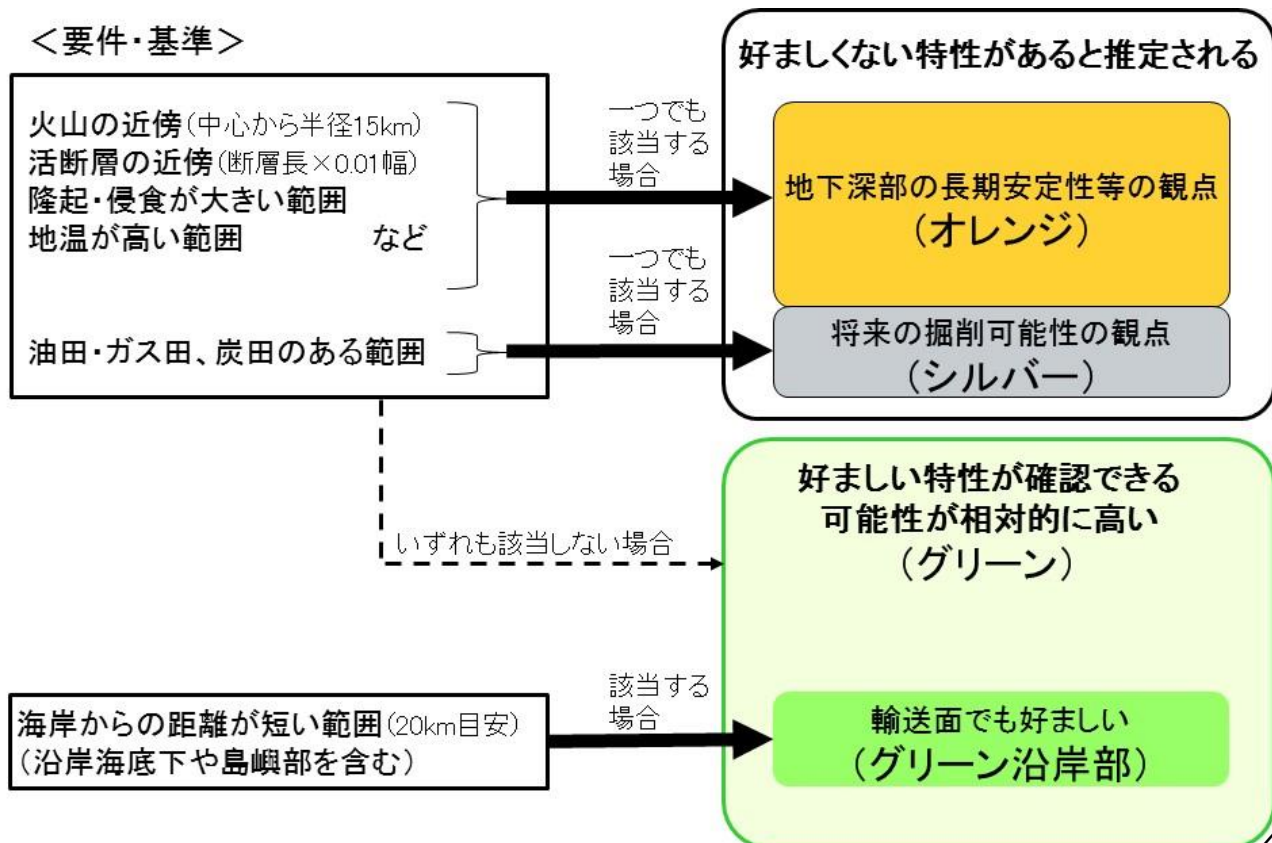 ＜要件・基準＞
火山の近傍(中心から半径15km)
活断層の近傍(断層長×0.01幅)
隆起・侵食が大きい範囲
地温が高い範囲 など
油田・ガス田、炭田のある範囲
一つでも
該当する
場合
一つでも
該当する
場合
好ましくない特性があると推定される
地下深部の長期安定性等の観点
(オレンジ)
将来の掘削可能性の観点
(シルバー)
いずれも該当しない場合
好ましい特性が確認できる
可能性が相対的に高い
(グリーン)
海岸からの距離が短い範囲(20km目安)
(沿岸海底下や島嶼部を含む)
該当する
場合
輸送面でも好ましい
(グリーン沿岸部)